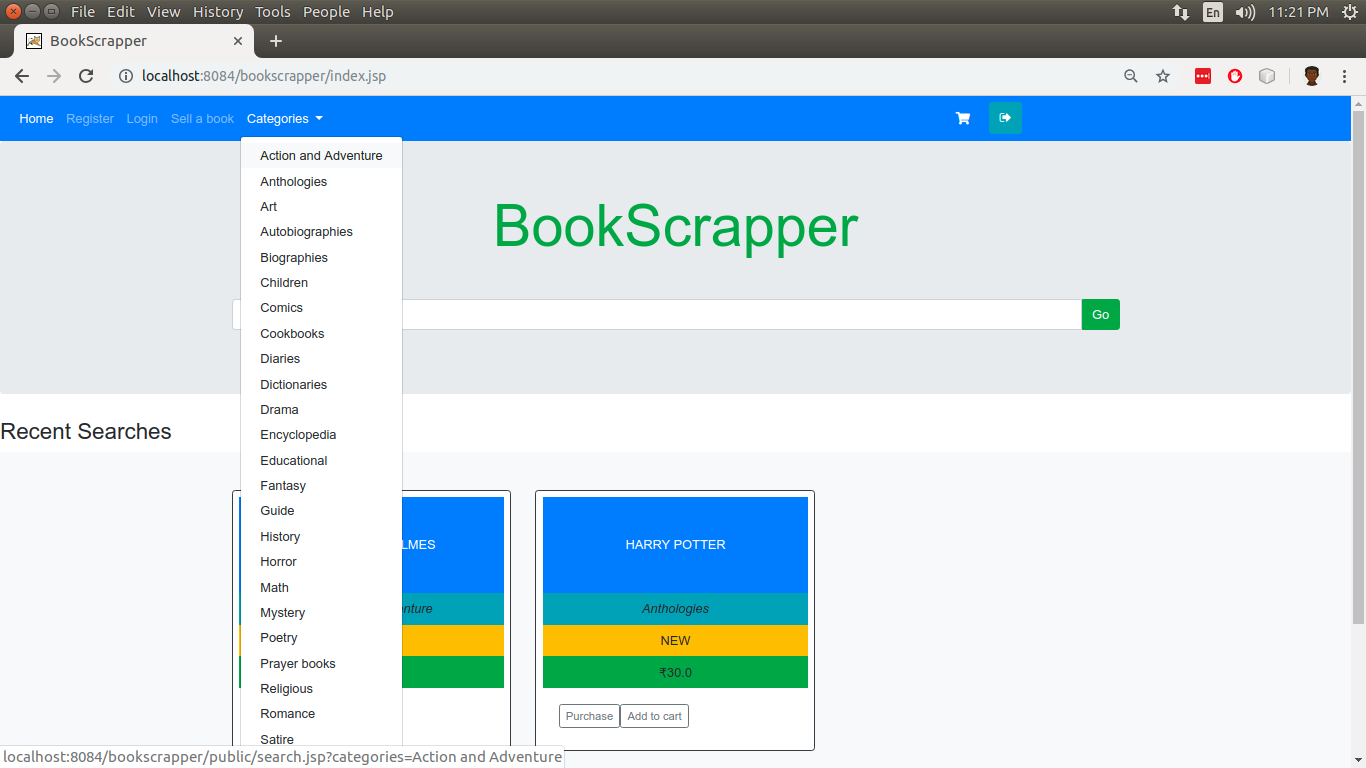 File Edit View History Tools People Help
En 11:21 PM
BookScrapper
localhost:8084/bookscrapper/index.jsp
Home Register Login Sell a book Categories
Action and Adventure
Anthologies
Art
Autobiographies
Biographies
Children
Comics
Cookbooks
Diaries
Dictionaries
Drama
Encyclopedia
Educational
Fantasy
Guide
History
Horror
Math
Mystery
Poetry
Prayer books
Religious
Romance
Satire
BookScrapper
Go
Recent Searches
LMES
nture
HARRY POTTER
Anthologies
NEW
₹30.0
Purchase Add to cart
localhost:8084/bookscrapper/public/search.jsp?categories=Action and Adventure